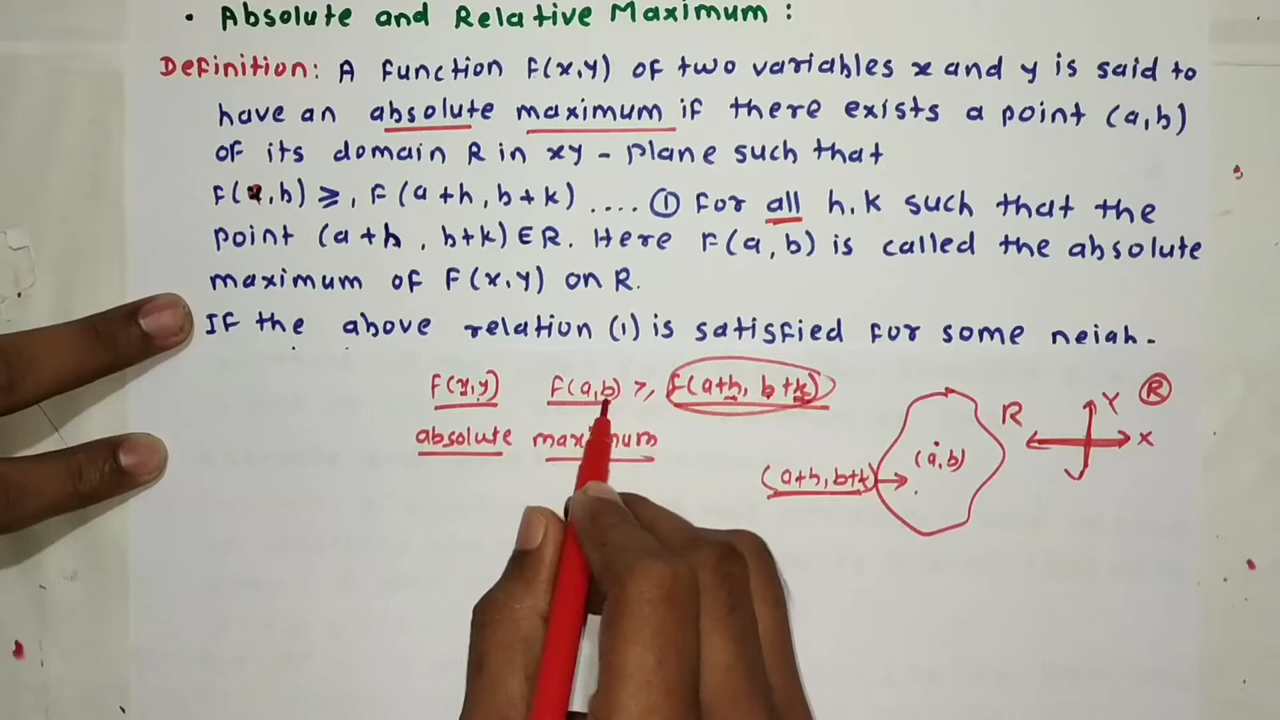 • Absolute and Relative Maximum :
Definition: A function f(x,y) of two variables x and y is said to
have an absolute maximum if there exists a point (a,b)
of its domain R in xy - plane such that
f(a,b) ≥, f(a+h, b+k) .... ① for all h, k such that the
point (a+h, b+k) ∈ R. Here f(a,b) is called the absolute
maximum of f(x,y) on R.
If the above relation (1) is satisfied for some neigh-
f(x,y) f(a,b) ≥, f(a+h, b+k)
absolute maximum
(a+h, b+k)
(a,b)
R
Y
X
Ⓡ